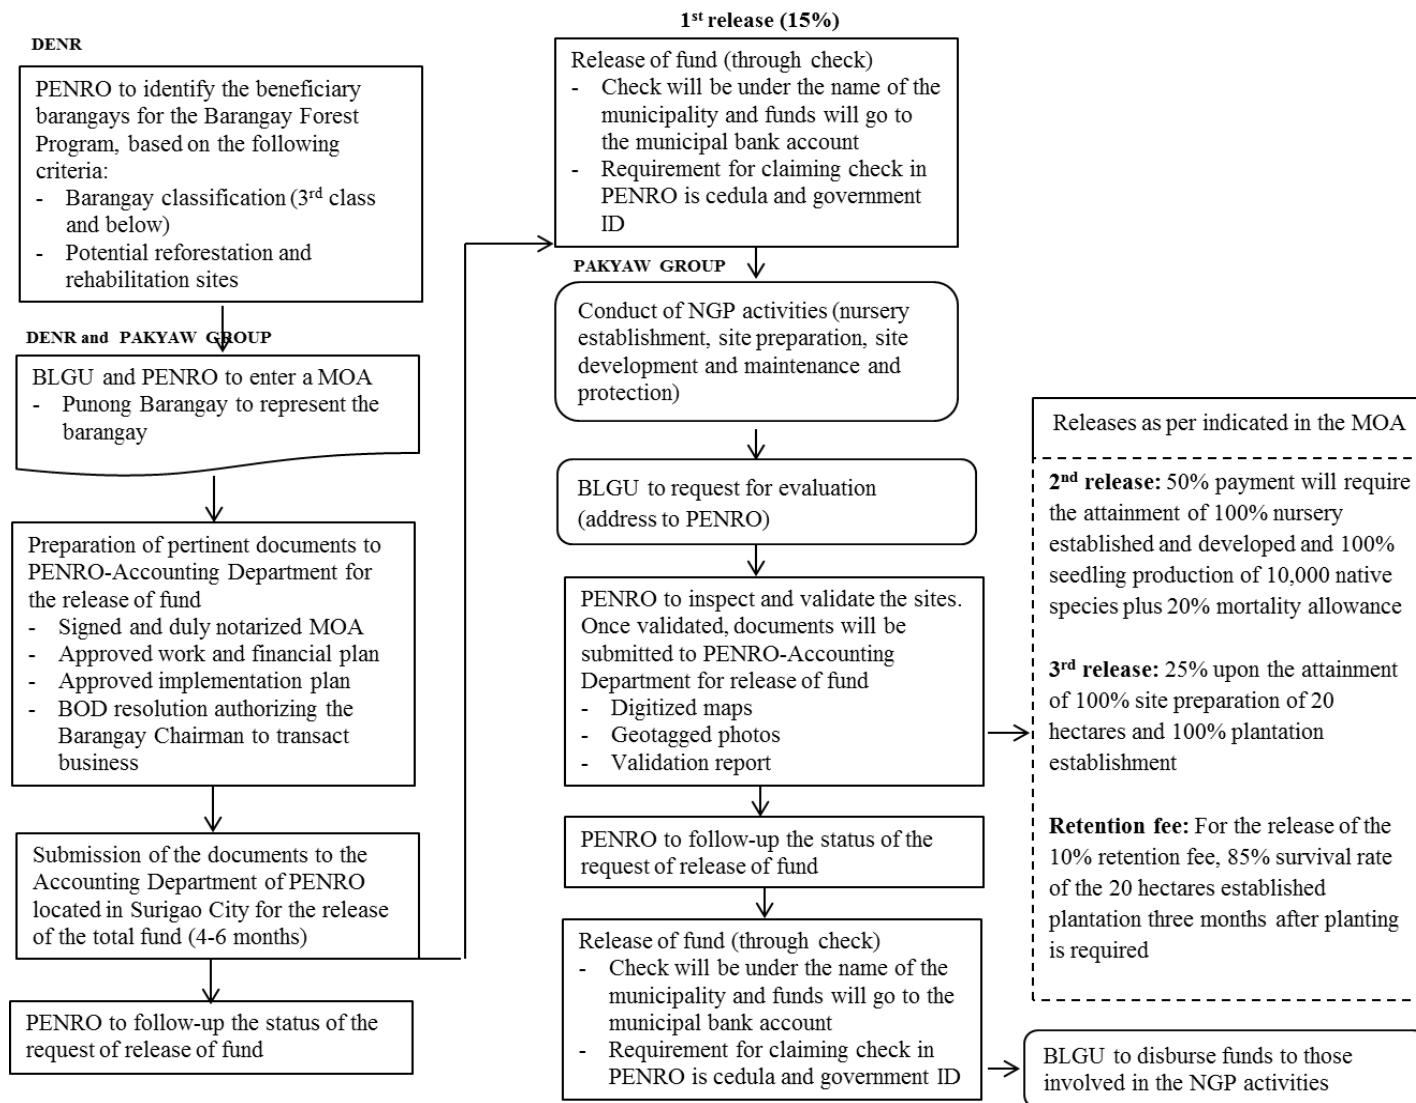 DENR
PENRO to identify the beneficiary
barangays for the Barangay Forest
Program, based on the following
criteria:
- Barangay classification (3rd class
and below)
- Potential reforestation and
rehabilitation sites
DENR and PAKYAW GROUP
BLGU and PENRO to enter a MOA
- Punong Barangay to represent the
barangay
Preparation of pertinent documents to
PENRO-Accounting Department for
the release of fund
- Signed and duly notarized MOA
- Approved work and financial plan
- Approved implementation plan
- BOD resolution authorizing the
Barangay Chairman to transact
business
Submission of the documents to the
Accounting Department of PENRO
located in Surigao City for the release
of the total fund (4-6 months)
PENRO to follow-up the status of the
request of release of fund
1st release (15%)
Release of fund (through check)
- Check will be under the name of the
municipality and funds will go to
the municipal bank account
- Requirement for claiming check in
PENRO is cedula and government
ID
PAKYAW GROUP
Conduct of NGP activities (nursery
establishment, site preparation, site
development and maintenance and
protection)
BLGU to request for evaluation
(address to PENRO)
PENRO to inspect and validate the sites.
Once validated, documents will be
submitted to PENRO-Accounting
Department for release of fund
- Digitized maps
- Geotagged photos
- Validation report
PENRO to follow-up the status of the
request of release of fund
Release of fund (through check)
- Check will be under the name of the
municipality and funds will go to the
municipal bank account
- Requirement for claiming check in
PENRO is cedula and government ID
Releases as per indicated in the MOA
2nd release: 50% payment will require
the attainment of 100% nursery
established and developed and 100%
seedling production of 10,000 native
species plus 20% mortality allowance
3rd release: 25% upon the attainment
of 100% site preparation of 20
hectares and 100% plantation
establishment
Retention fee: For the release of the
10% retention fee, 85% survival rate
of the 20 hectares established
plantation three months after planting
is required
BLGU to disburse funds to those
involved in the NGP activities